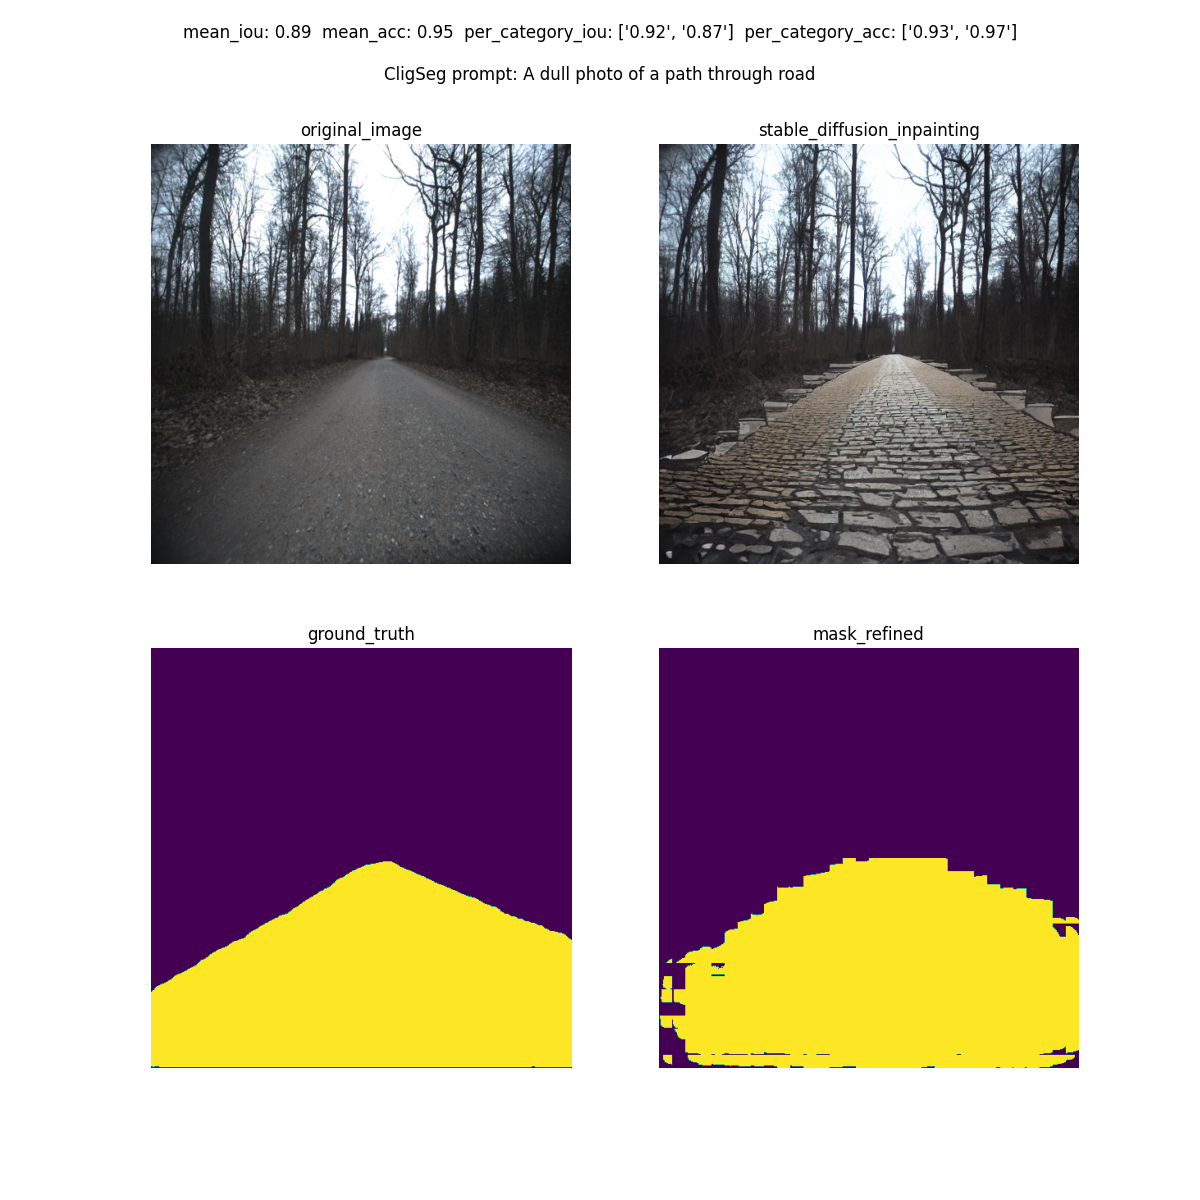 mean_iou: 0.89  mean_acc: 0.95  per_category_iou: ['0.92', '0.87']  per_category_acc: ['0.93', '0.97']
CligSeg prompt: A dull photo of a path through road
original_image
stable_diffusion_inpainting
ground_truth
mask_refined